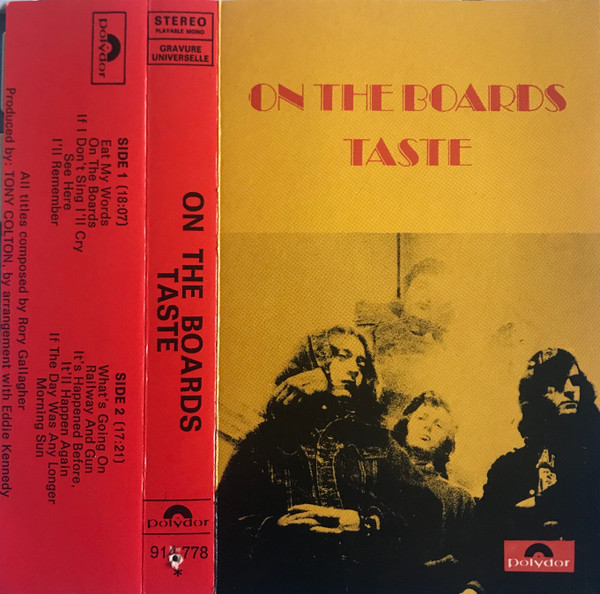 polydor
SIDE 1 (18:07)
Eat My Words
On The Boards
If I Don't Sing I'll Cry
See Here
I'll Remember
SIDE 2 (17:21)
What's Going On
Railway And Gun
It's Happened Before,
It'll Happen Again
If The Day Was Any Longer
Morning Sun
All titles composed by Rory Gallagher
Produced by: TONY COLTON, by arrangement with Eddie Kennedy
STEREO
PLAYABLE MONO
GRAVURE
UNIVERSELLE
ON THE BOARDS
TASTE
polydor
778
*
ON THE BOARDS
TASTE
polydor